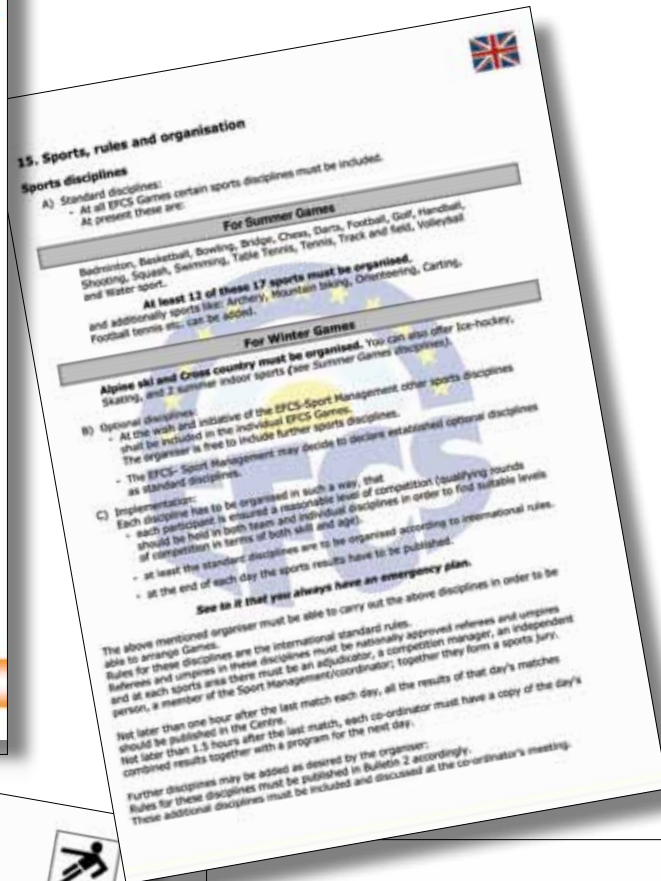 15. Sports, rules and organisation
Sports disciplines
A) Standard disciplines:
- At all EFCS Games certain sports disciplines must be included.
At present these are:
For Summer Games
Badminton, Basketball, Bowling, Bridge, Chess, Darts, Football, Golf, Handball,
Shooting, Squash, Swimming, Table Tennis, Tennis, Track and field, Volleyball
and Water sport.
At least 12 of these 17 sports must be organised.
and additionally sports like: Archery, Mountain biking, Orienteering, Carting,
Football tennis etc. can be added.
For Winter Games
Alpine ski and Cross country must be organised. You can also offer Ice-hockey,
Skating, and 2 summer indoor sports (see Summer Games disciplines)
B) Optional disciplines:
- At the wish and initiative of the EFCS-Sport Management other sports disciplines
shall be included in the individual EFCS Games.
The organiser is free to include further sports disciplines.
- The EFCS- Sport Management may decide to declare established optional disciplines
as standard disciplines.
C) Implementation:
Each discipline has to be organised in such a way, that
- each participant is ensured a reasonable level of competition (qualifying rounds
should be held in both team and individual disciplines in order to find suitable levels
of competition in terms of both skill and age).
- at least the standard disciplines are to be organised according to international rules.
- at the end of each day the sports results have to be published.
See to it that you always have an emergency plan.
The above mentioned organiser must be able to carry out the above disciplines in order to be
able to arrange Games.
Rules for these disciplines are the international standard rules.
Referees and umpires in these disciplines must be nationally approved referees and umpires
and at each sports area there must be an adjudicator, a competition manager, an independent
person, a member of the Sport Management/coordinator; together they form a sports jury.
Not later than one hour after the last match each day, all the results of that day's matches
should be published in the Centre.
Not later than 1.5 hours after the last match, each co-ordinator must have a copy of the day's
combined results together with a program for the next day.
Further disciplines may be added as desired by the organiser:
Rules for these disciplines must be published in Bulletin 2 accordingly.
These additional disciplines must be included and discussed at the co-ordinator's meeting.
EFCS